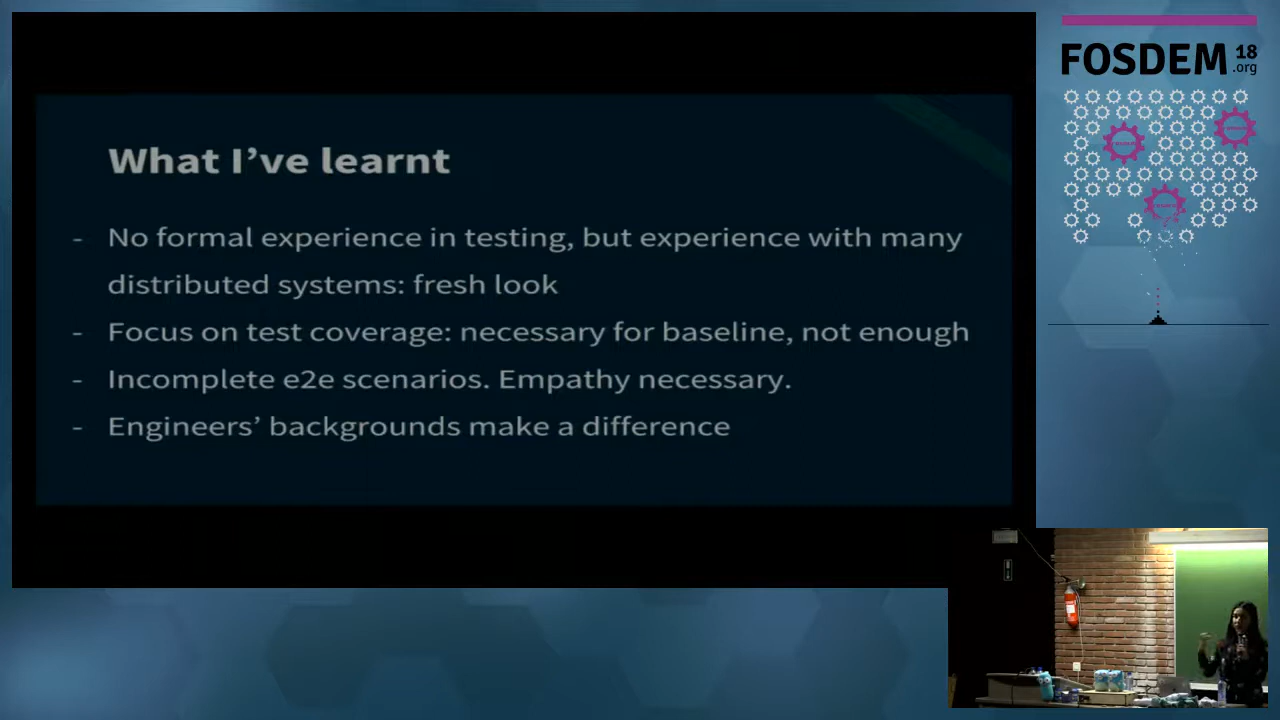 What I've learnt
- No formal experience in testing, but experience with many
distributed systems: fresh look
- Focus on test coverage: necessary for baseline, not enough
- Incomplete e2e scenarios. Empathy necessary.
- Engineers' backgrounds make a difference
FOSDEM 18
.org